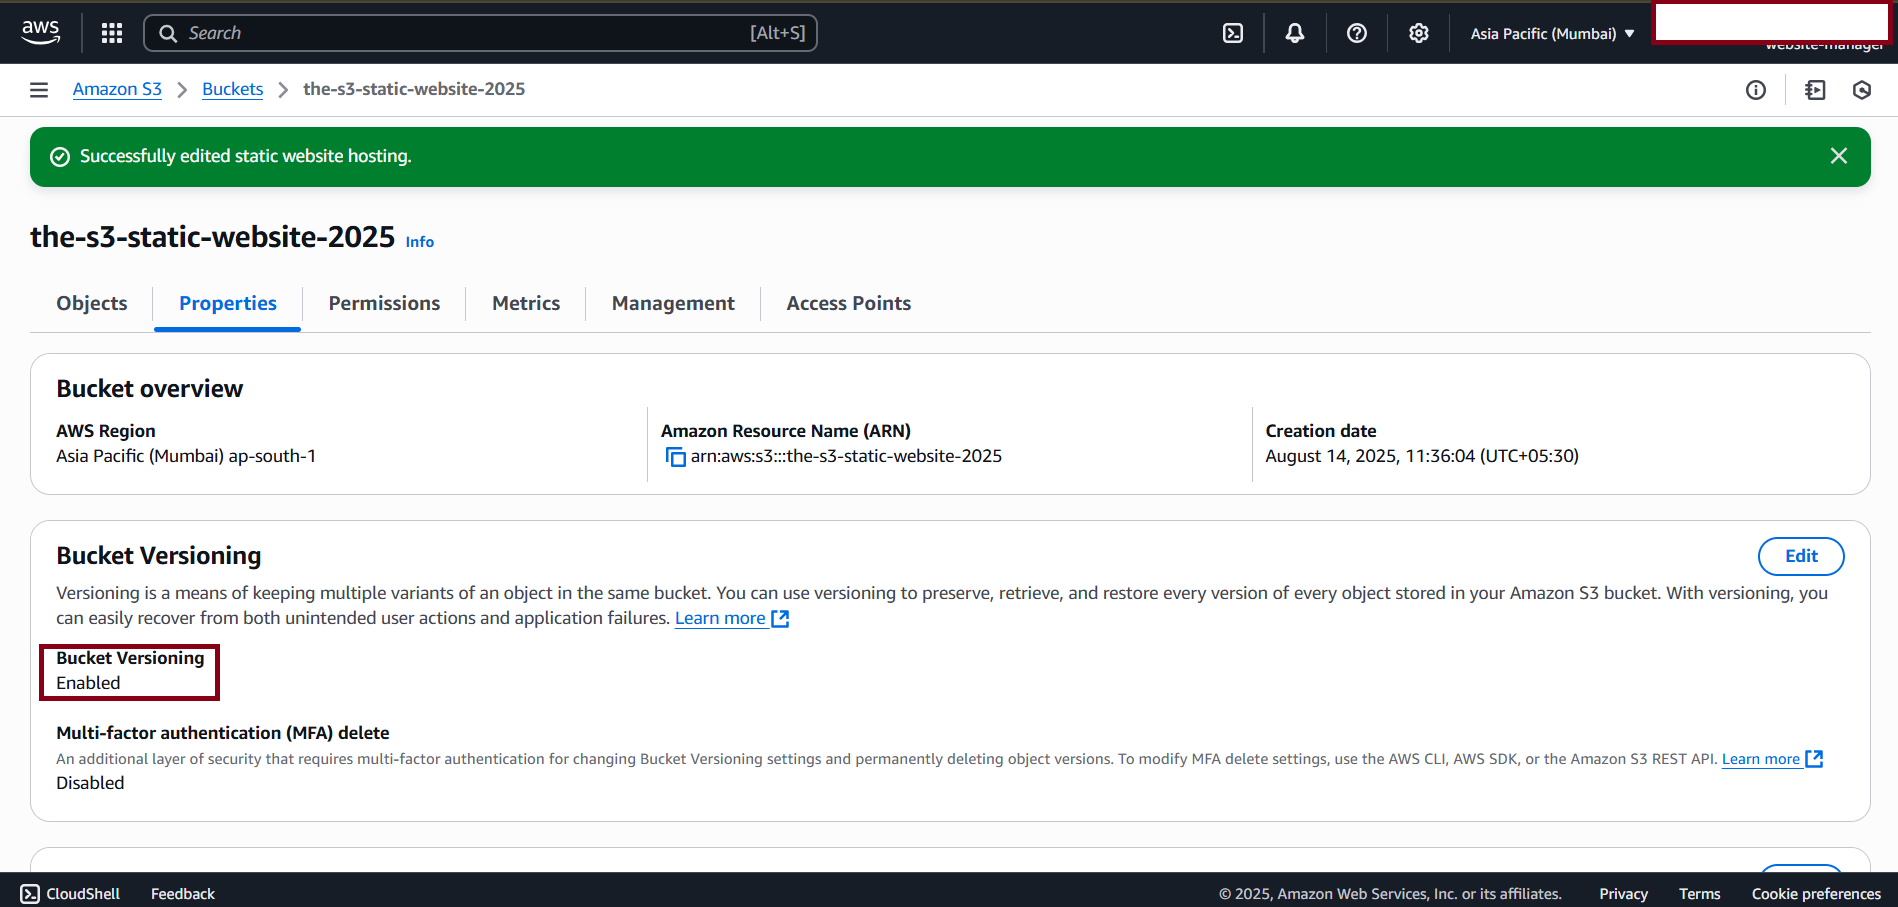 aws
Search [Alt+S]
Asia Pacific (Mumbai)
website-manager
Amazon S3 > Buckets > the-s3-static-website-2025
Successfully edited static website hosting.
the-s3-static-website-2025 Info
Objects Properties Permissions Metrics Management Access Points
Bucket overview
AWS Region
Asia Pacific (Mumbai) ap-south-1
Amazon Resource Name (ARN)
arn:aws:s3:::the-s3-static-website-2025
Creation date
August 14, 2025, 11:36:04 (UTC+05:30)
Bucket Versioning
Edit
Versioning is a means of keeping multiple variants of an object in the same bucket. You can use versioning to preserve, retrieve, and restore every version of every object stored in your Amazon S3 bucket. With versioning, you
can easily recover from both unintended user actions and application failures. Learn more
Bucket Versioning
Enabled
Multi-factor authentication (MFA) delete
An additional layer of security that requires multi-factor authentication for changing Bucket Versioning settings and permanently deleting object versions. To modify MFA delete settings, use the AWS CLI, AWS SDK, or the Amazon S3 REST API. Learn more
Disabled
CloudShell Feedback © 2025, Amazon Web Services, Inc. or its affiliates. Privacy Terms Cookie preferences